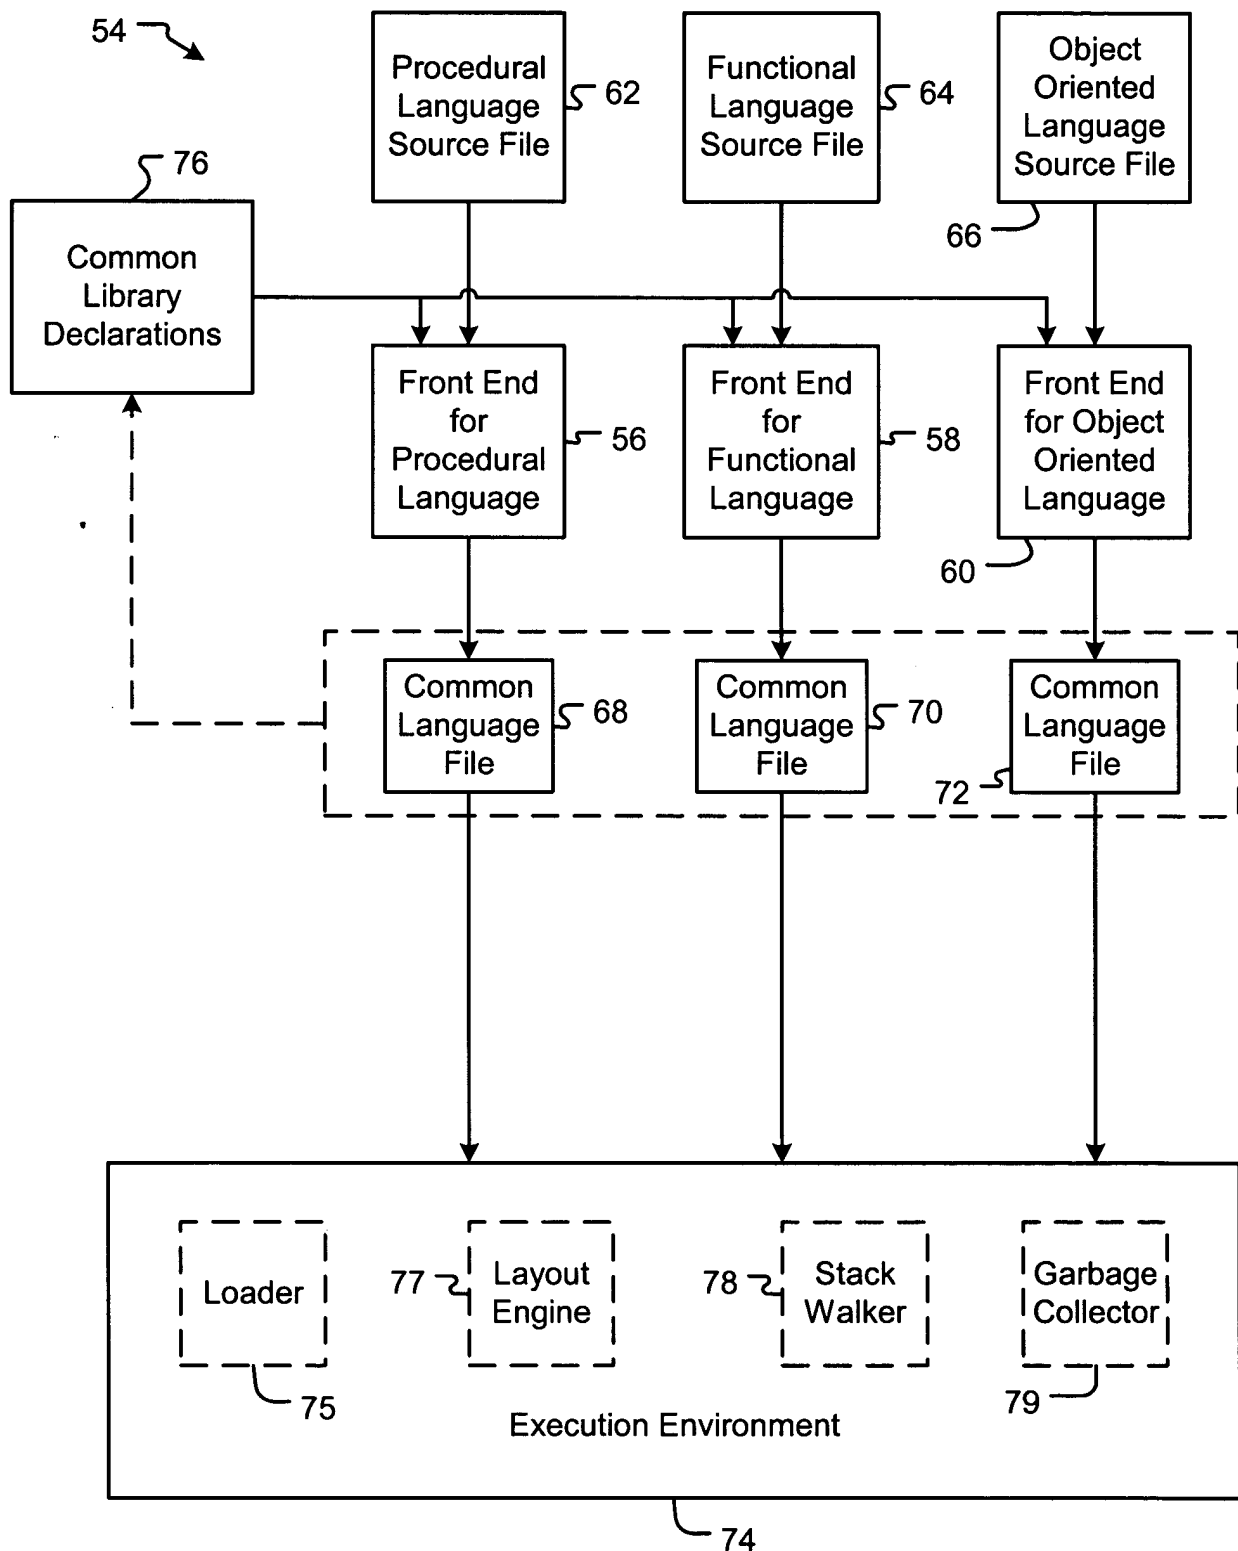 54
Procedural
Language
Source File
62
Functional
Language
Source File
64
Object
Oriented
Language
Source File
66
76
Common
Library
Declarations
Front End
for
Procedural
Language
56
Front End
for
Functional
Language
58
Front End
for Object
Oriented
Language
60
Common
Language
File
68
Common
Language
File
70
Common
Language
File
72
Loader
75
77
Layout
Engine
78
Stack
Walker
Garbage
Collector
79
Execution Environment
74